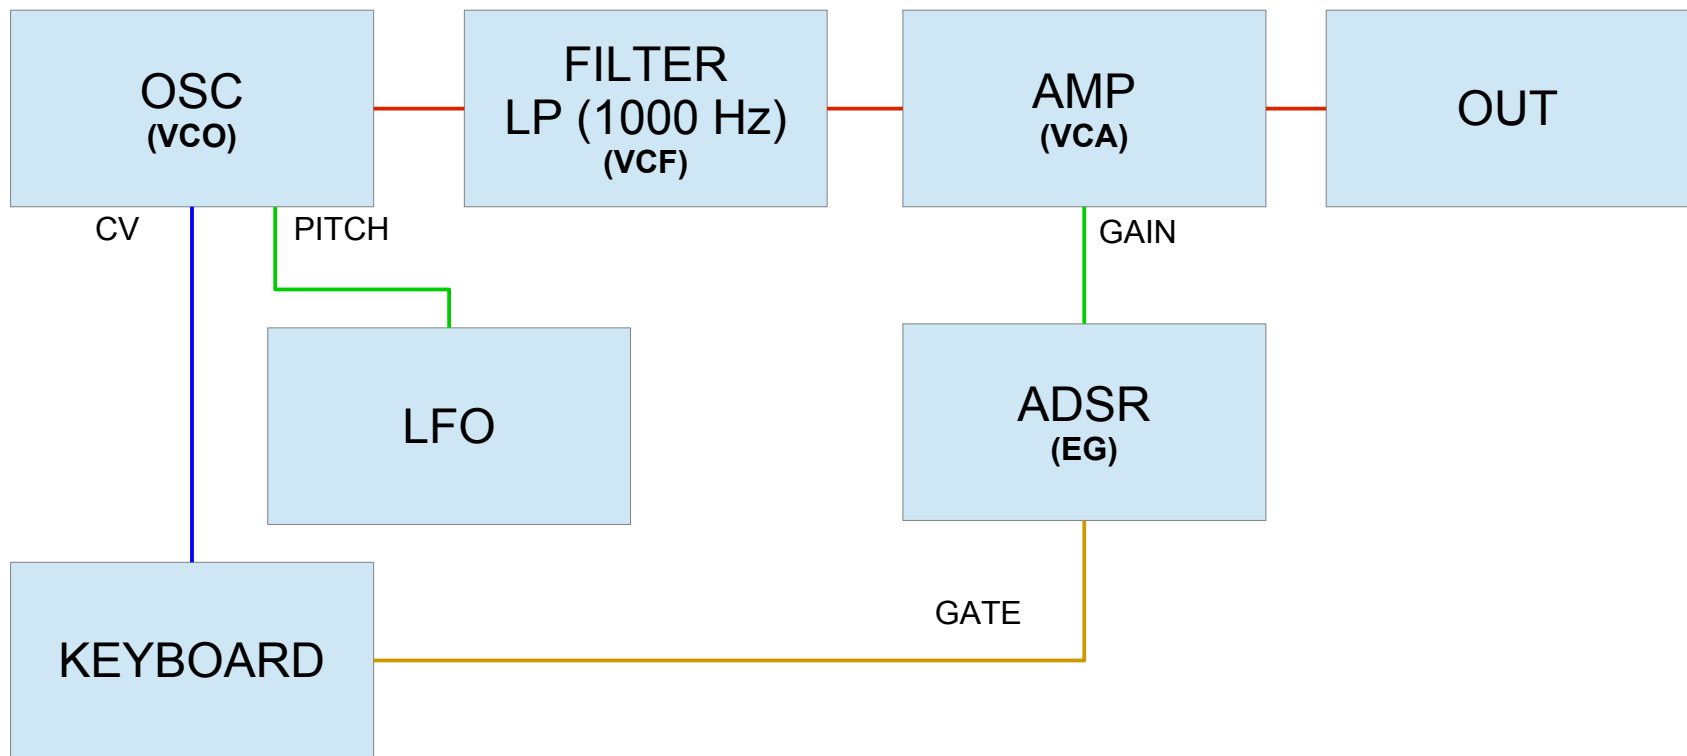 OSC
(VCO)
FILTER
LP (1000 Hz)
(VCF)
AMP
(VCA)
OUT
CV
PITCH
GAIN
LFO
ADSR
(EG)
GATE
KEYBOARD